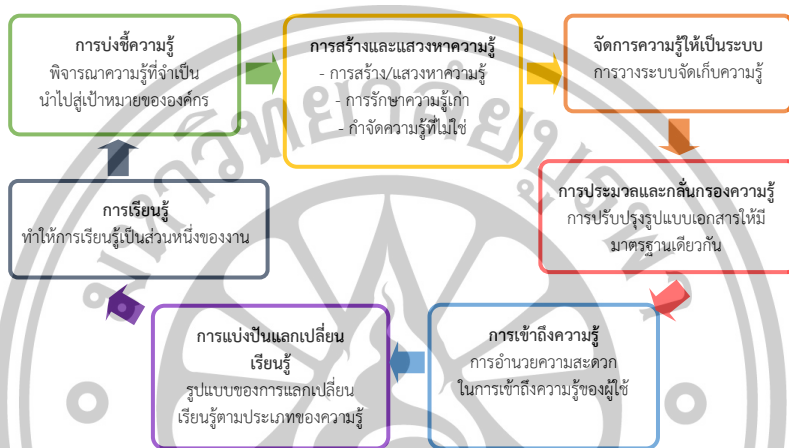 การบ่งชี้ความรู้
พิจารณาความรู้ที่จำเป็น
นำไปสู่เป้าหมายขององค์กร
การสร้างและแสวงหาความรู้
- การสร้าง/แสวงหาความรู้
- การรักษาความรู้เก่า
- กำจัดความรู้ที่ไม่ใช่
จัดการความรู้ให้เป็นระบบ
การวางระบบจัดเก็บความรู้
การประมวลและกลั่นกรองความรู้
การปรับปรุงรูปแบบเอกสารให้มี
มาตรฐานเดียวกัน
การเข้าถึงความรู้
การอำนวยความสะดวก
ในการเข้าถึงความรู้ของผู้ใช้
การแบ่งปันแลกเปลี่ยน
เรียนรู้
รูปแบบของการแลกเปลี่ยน
เรียนรู้ตามประเภทของความรู้
การเรียนรู้
ทำให้การเรียนรู้เป็นส่วนหนึ่งของงาน
มหาวิทยาลัยบูรพา